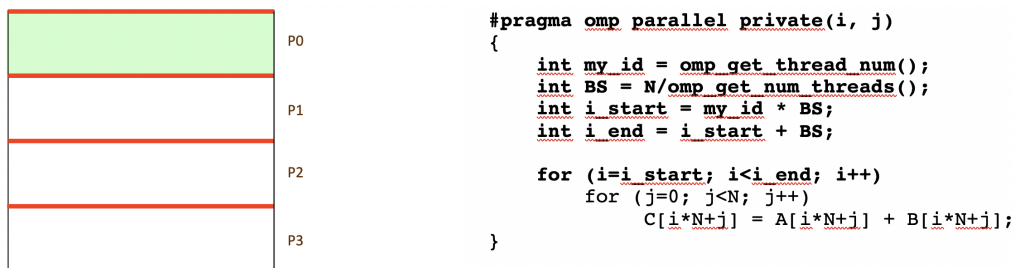 P0
P1
P2
P3
#pragma omp parallel private(i, j)
{
    int my_id = omp_get_thread_num();
    int BS = N/omp_get_num_threads();
    int i_start = my_id * BS;
    int i_end = i_start + BS;

    for (i=i_start; i<i_end; i++)
        for (j=0; j<N; j++)
            C[i*N+j] = A[i*N+j] + B[i*N+j];
}